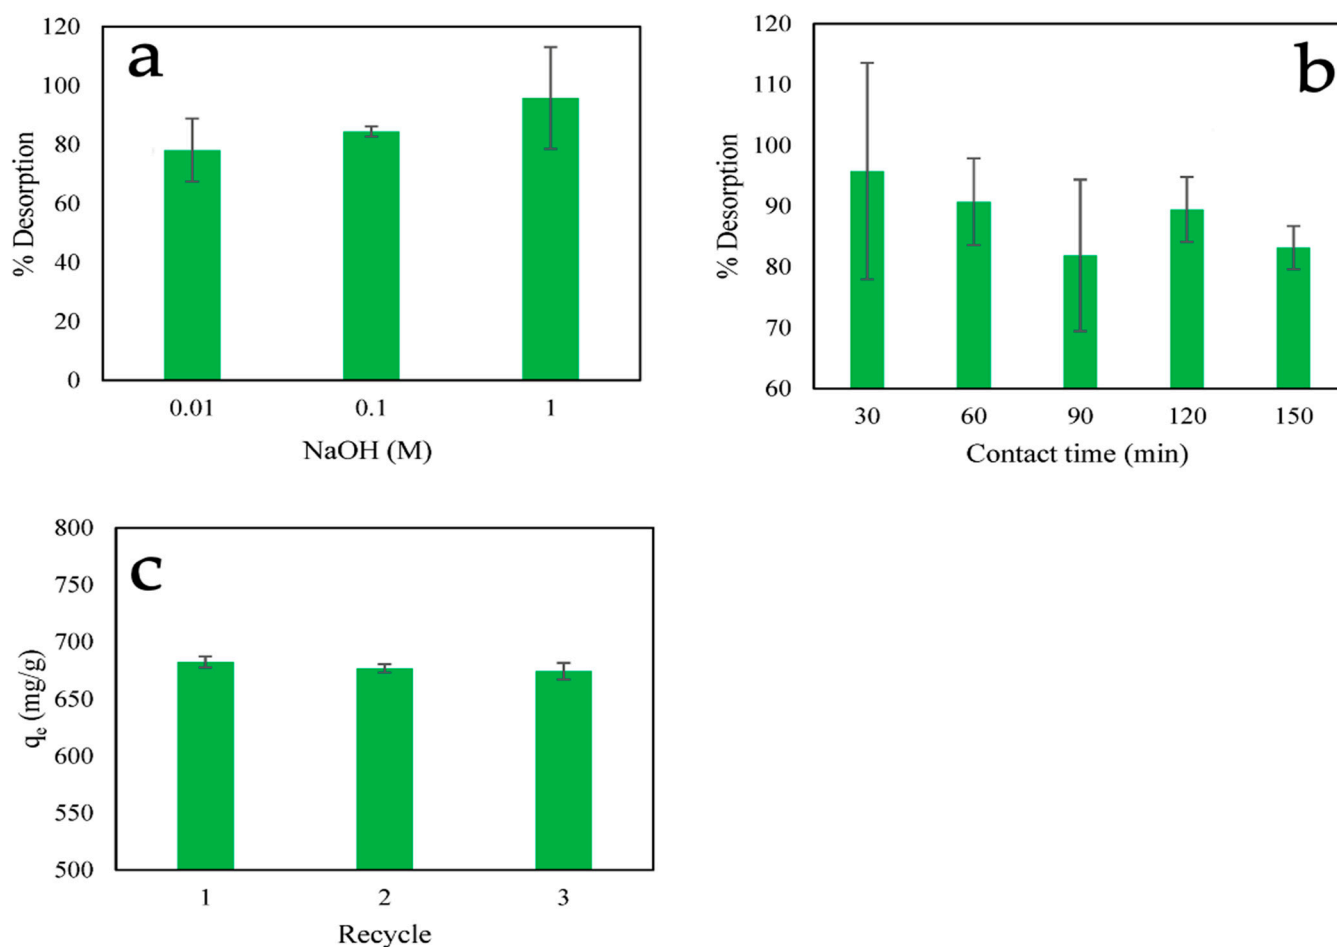 a
120
100
80
60
40
20
0
% Desorption
0.01 0.1 1
NaOH (M)
b
120
110
100
90
80
70
60
% Desorption
30 60 90 120 150
Contact time (min)
c
800
750
700
650
600
550
500
qe (mg/g)
1 2 3
Recycle